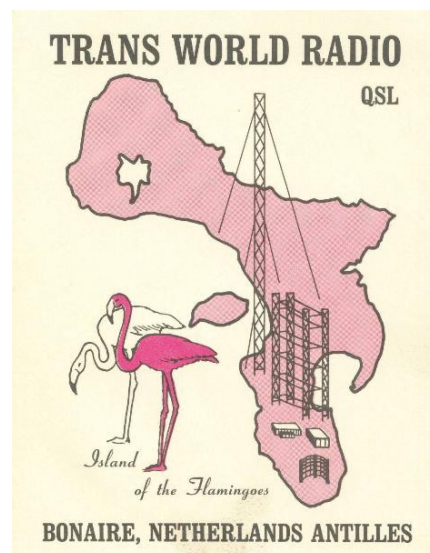 TRANS WORLD RADIO
QSL
Island
of the Flamingoes
BONAIRE, NETHERLANDS ANTILLES